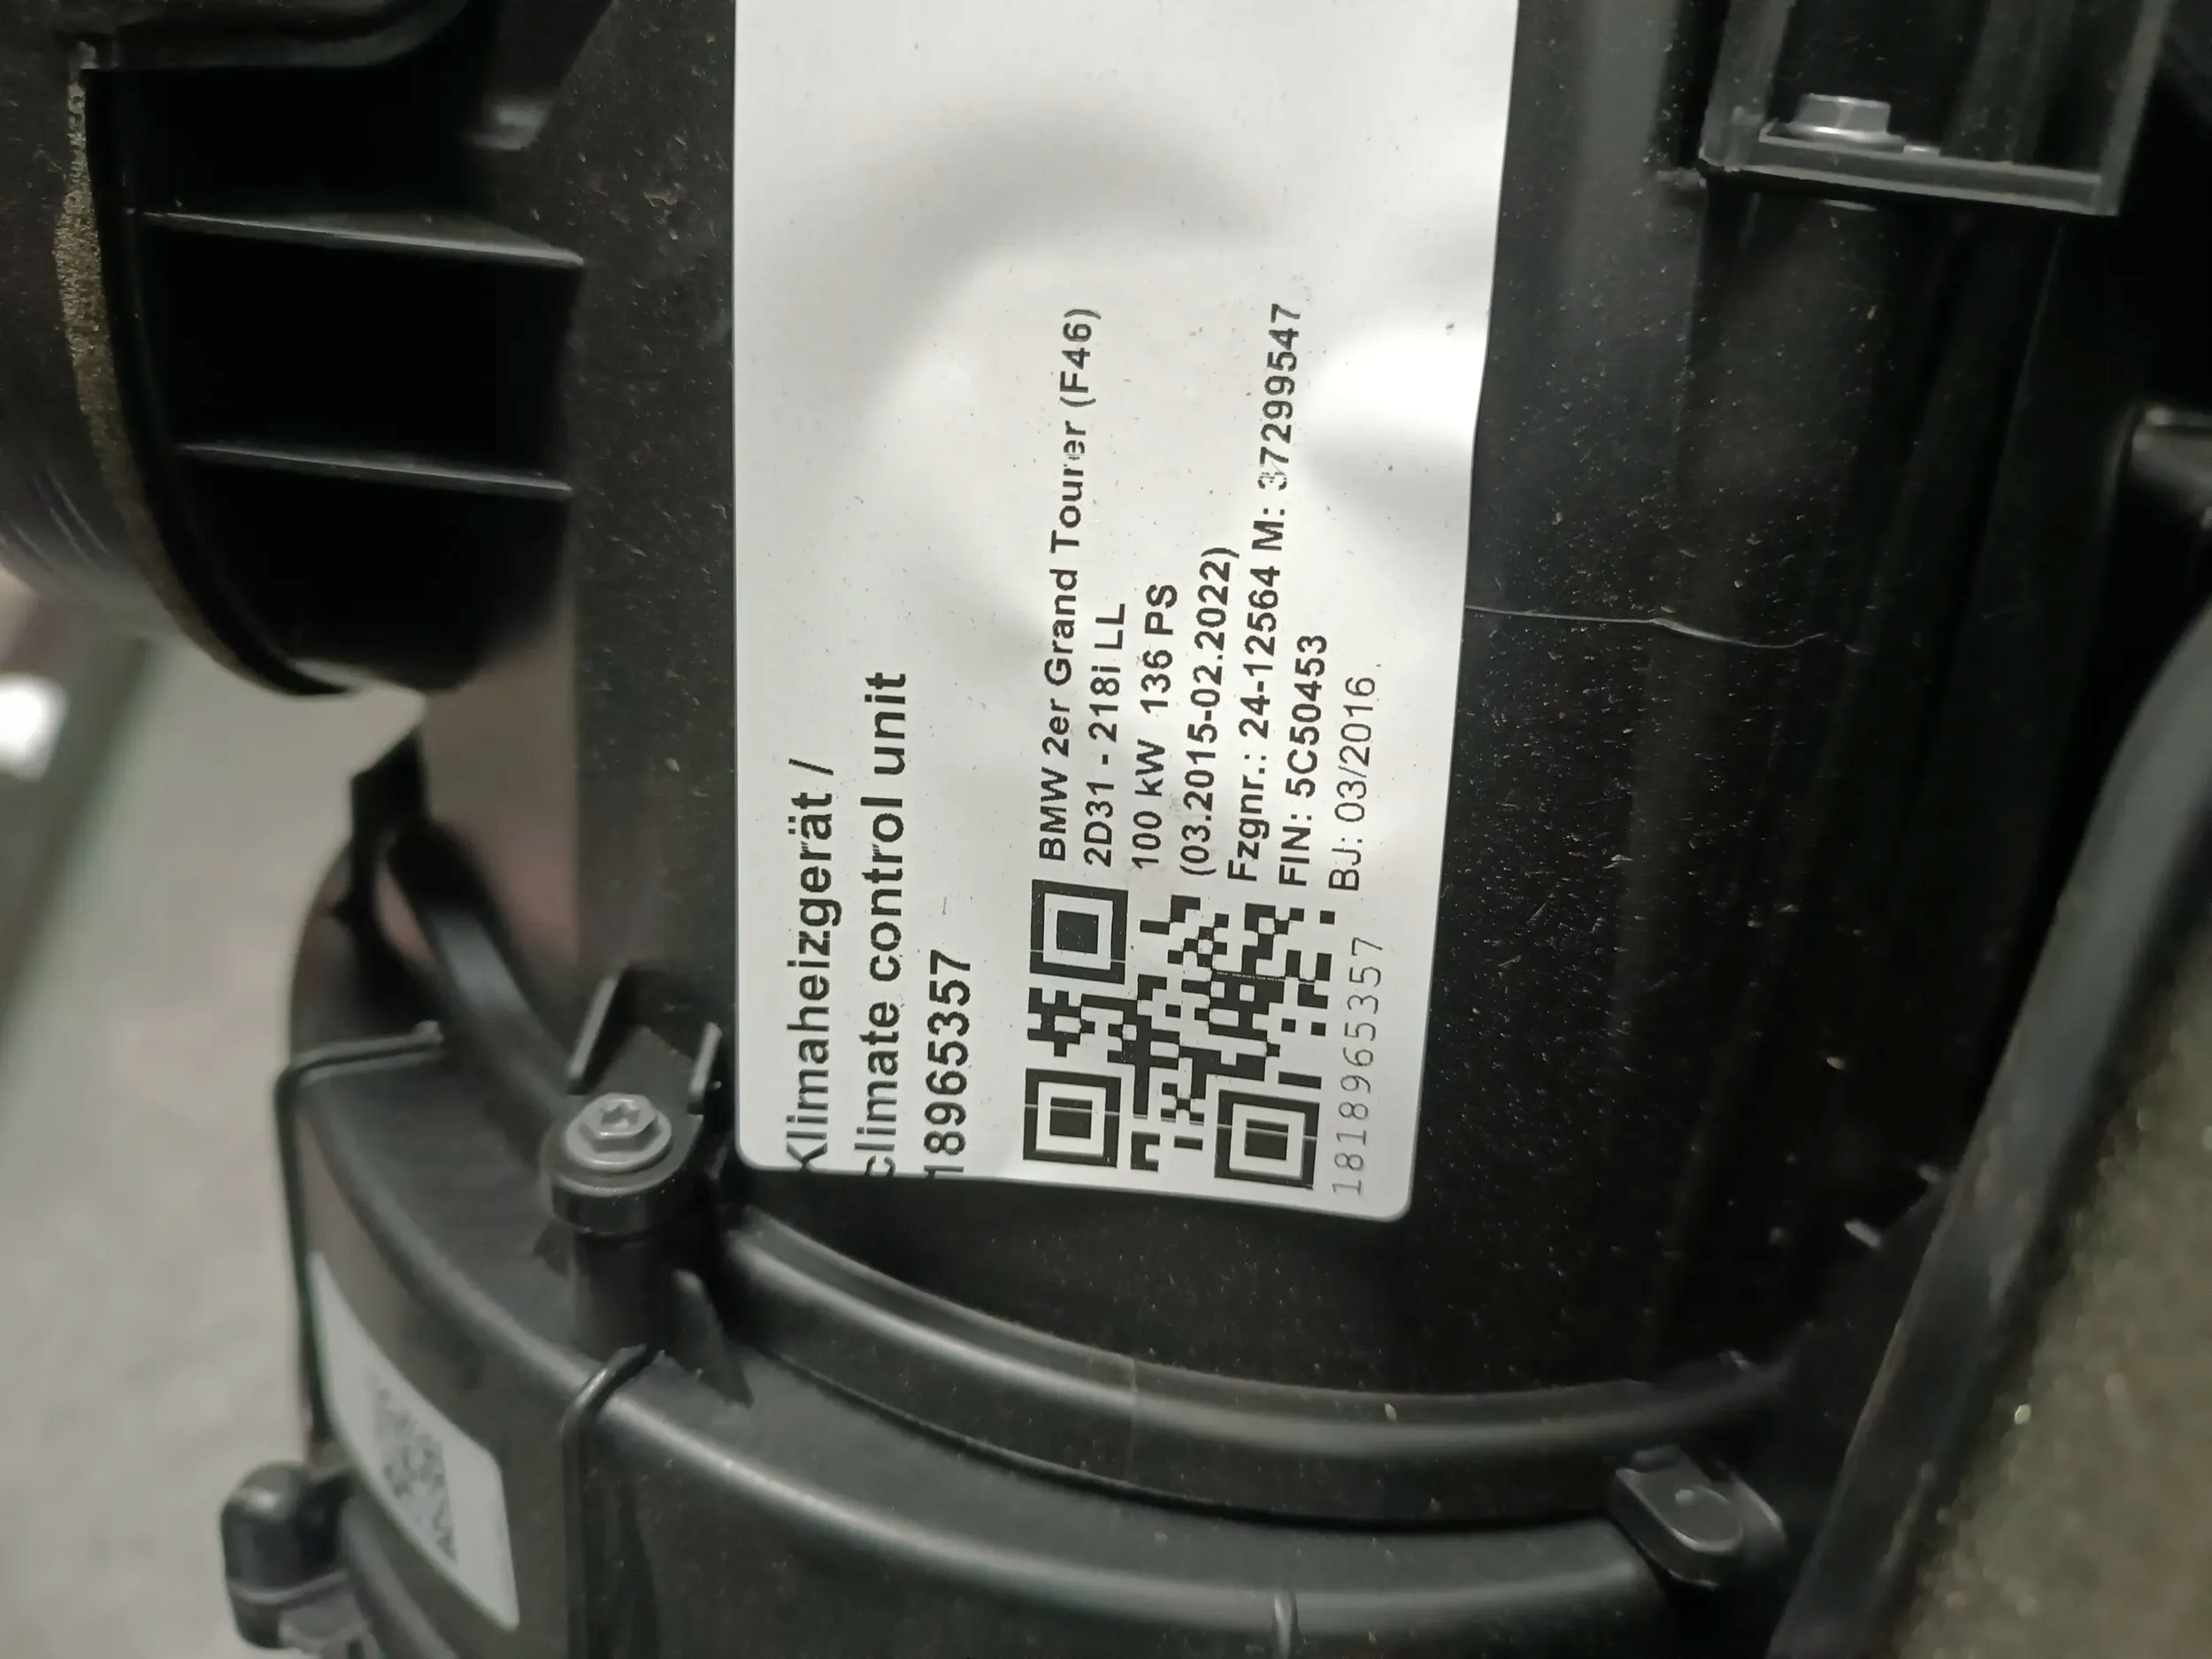 Klimaheizgerät /
climate control unit
18965357
BMW 2er Grand Tourer (F46)
2D31 - 218i LL
100 kW 136 PS
(03.2015-02.2022)
Fzgnr.: 24-12564 M: 37299547
FIN: 5C50453
BJ: 03/2016
1818965357